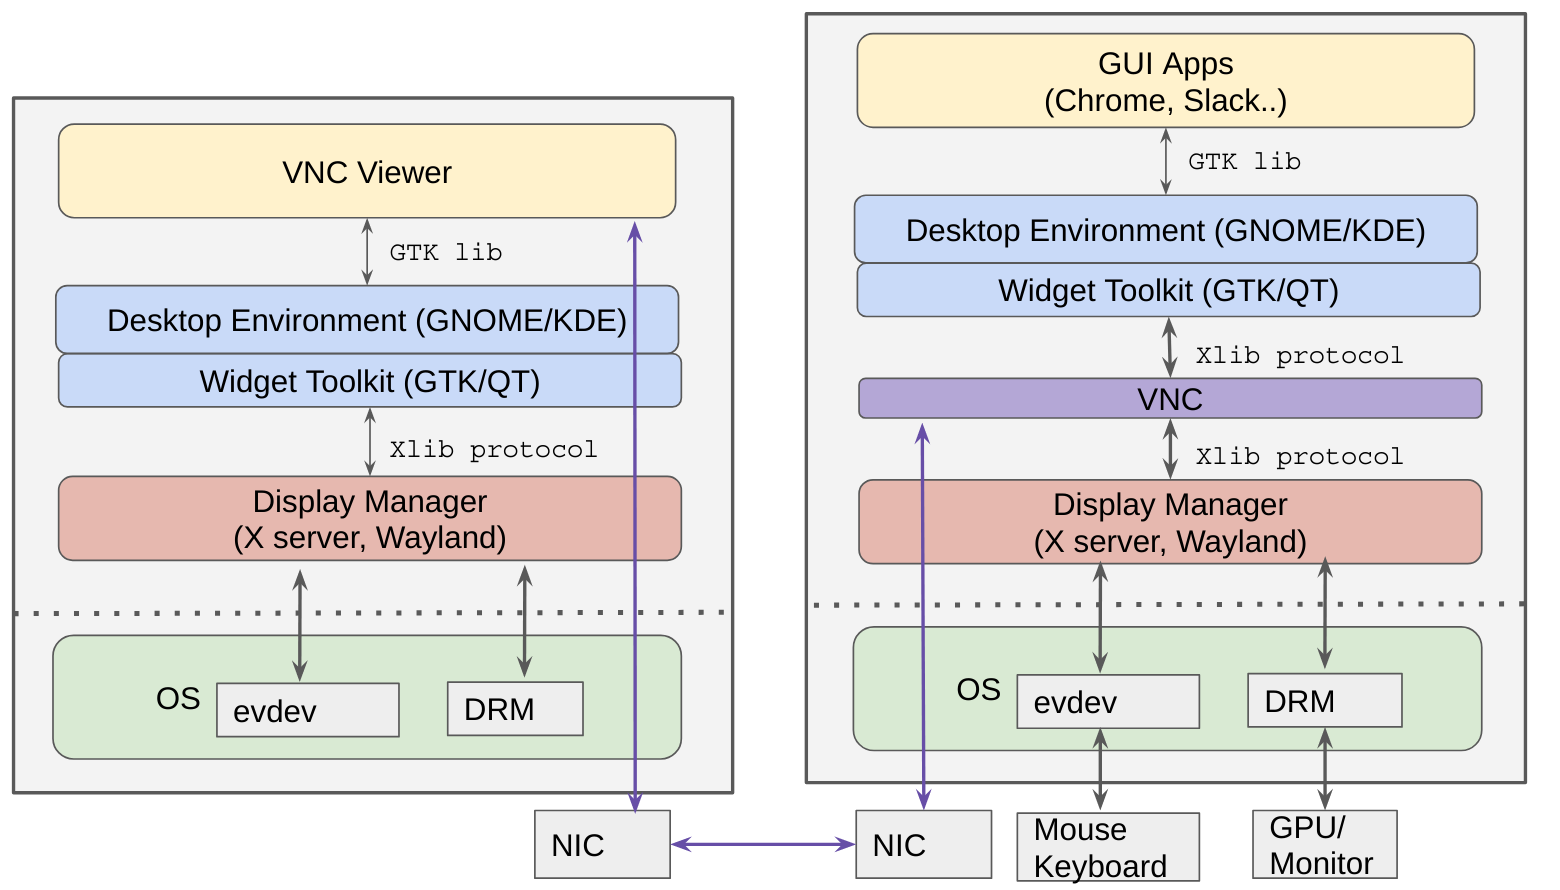 VNC Viewer
GTK lib
Desktop Environment (GNOME/KDE)
Widget Toolkit (GTK/QT)
Xlib protocol
Display Manager
(X server, Wayland)
OS
evdev
DRM
NIC
GUI Apps
(Chrome, Slack..)
GTK lib
Desktop Environment (GNOME/KDE)
Widget Toolkit (GTK/QT)
Xlib protocol
VNC
Xlib protocol
Display Manager
(X server, Wayland)
OS
evdev
DRM
NIC
Mouse
Keyboard
GPU/
Monitor